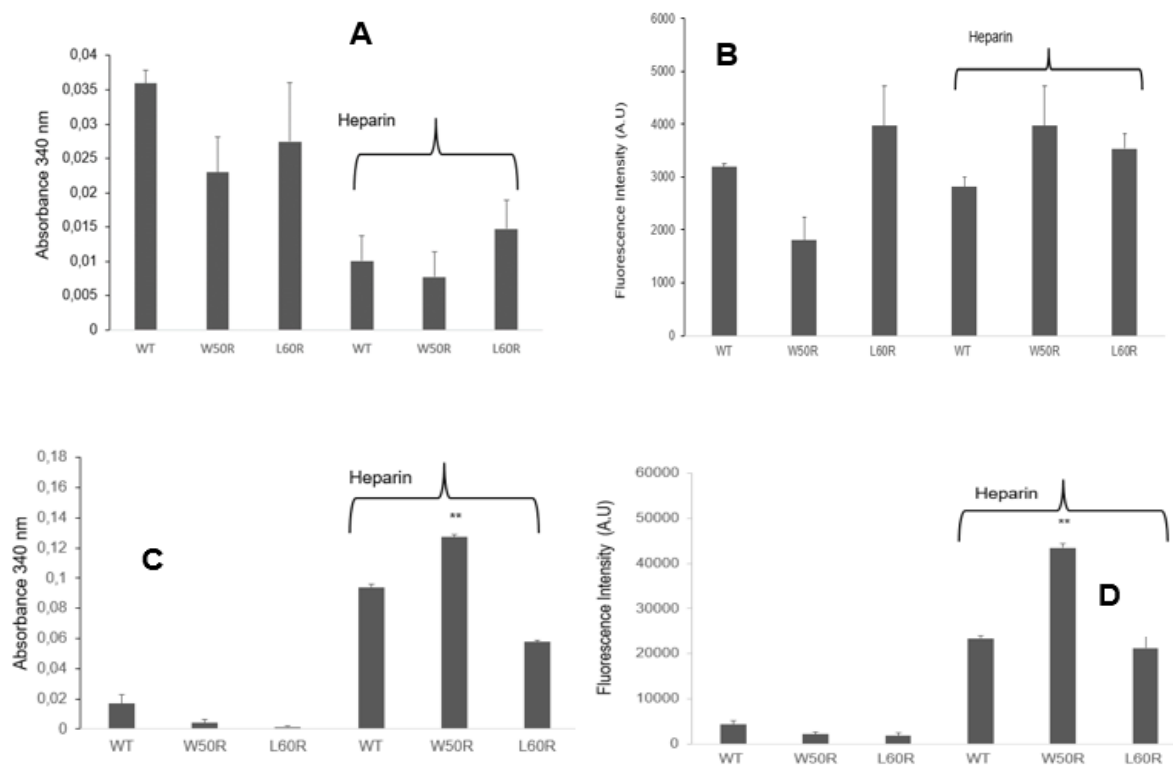 A
Absorbance 340 nm
0,04
0,035
0,03
0,025
0,02
0,015
0,01
0,005
0
Heparin
WT W50R L60R WT W50R L60R
B
Fluorescence Intensity (A.U)
6000
5000
4000
3000
2000
1000
0
Heparin
WT W50R L60R WT W50R L60R
C
Absorbance 340 nm
0,18
0,16
0,14
0,12
0,1
0,08
0,06
0,04
0,02
0
Heparin
**
WT W50R L60R WT W50R L60R
D
Fluorescence Intensity (A.U)
60000
50000
40000
30000
20000
10000
0
Heparin
**
WT W50R L60R WT W50R L60R